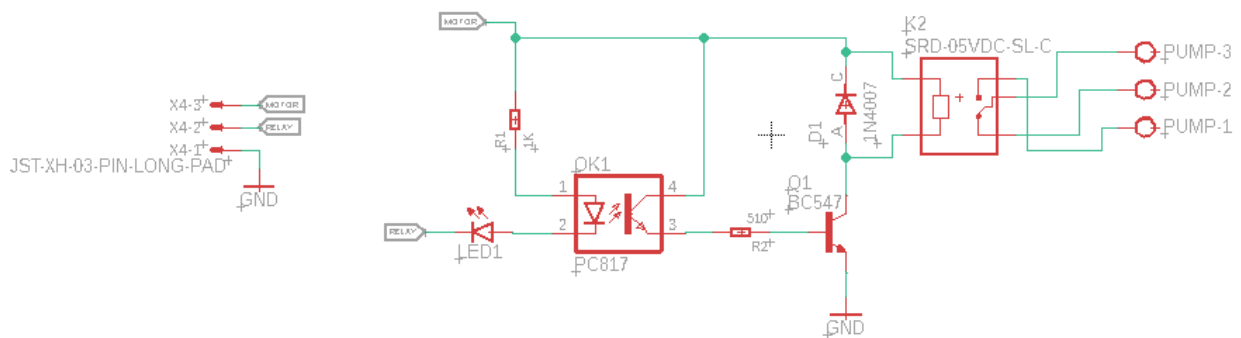 MOTOR
K2
SRD-05VDC-SL-C
PUMP-3
PUMP-2
PUMP-1
X4-3
MOTOR
X4-2
RELAY
X4-1
JST-XH-03-PIN-LONG-PAD
GND
R1
1K
D1
C
A
1N4007
OK1
1
4
2
3
PC817
RELAY
LED1
510
R2
Q1
BC547
GND